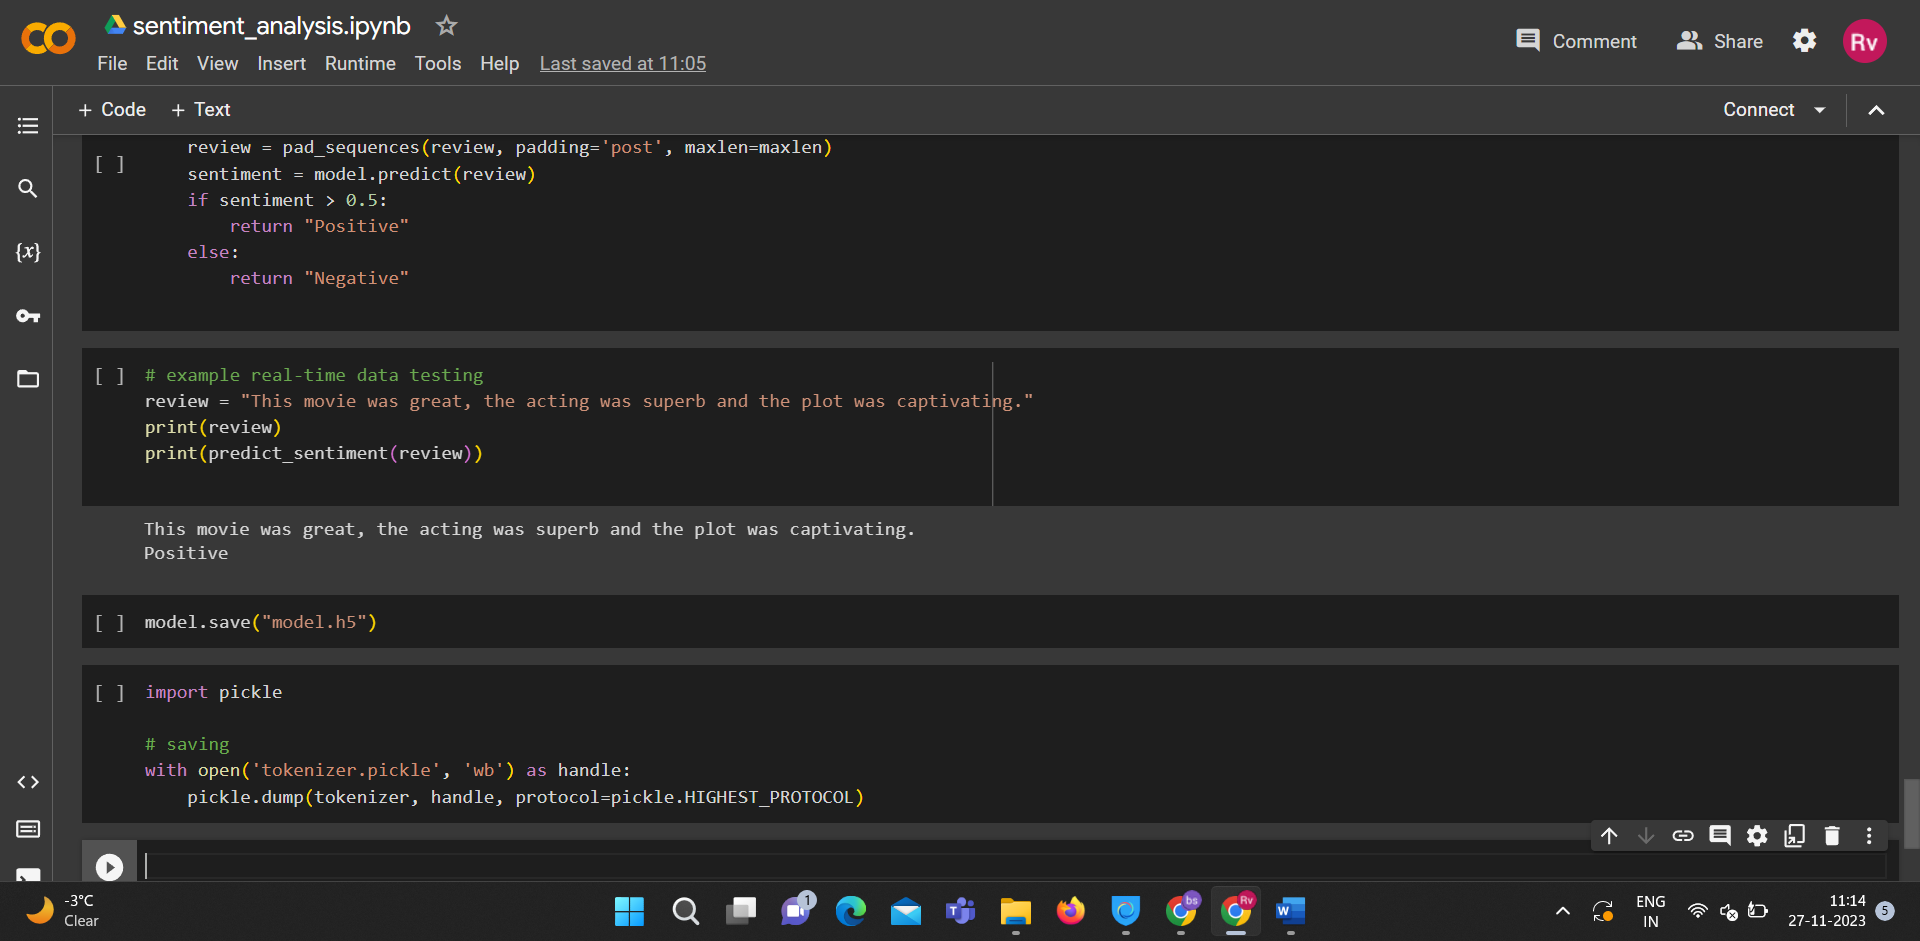 sentiment_analysis.ipynb
File Edit View Insert Runtime Tools Help Last saved at 11:05
Comment Share Rv
+ Code + Text
Connect
{x}
[ ] review = pad_sequences(review, padding='post', maxlen=maxlen)
sentiment = model.predict(review)
if sentiment > 0.5:
return "Positive"
else:
return "Negative"
[ ] # example real-time data testing
review = "This movie was great, the acting was superb and the plot was captivating."
print(review)
print(predict_sentiment(review))
This movie was great, the acting was superb and the plot was captivating.
Positive
[ ] model.save("model.h5")
[ ] import pickle
# saving
with open('tokenizer.pickle', 'wb') as handle:
pickle.dump(tokenizer, handle, protocol=pickle.HIGHEST_PROTOCOL)
-3°C
Clear
1
bs
Rv
W
ENG
IN
11:14
27-11-2023
5